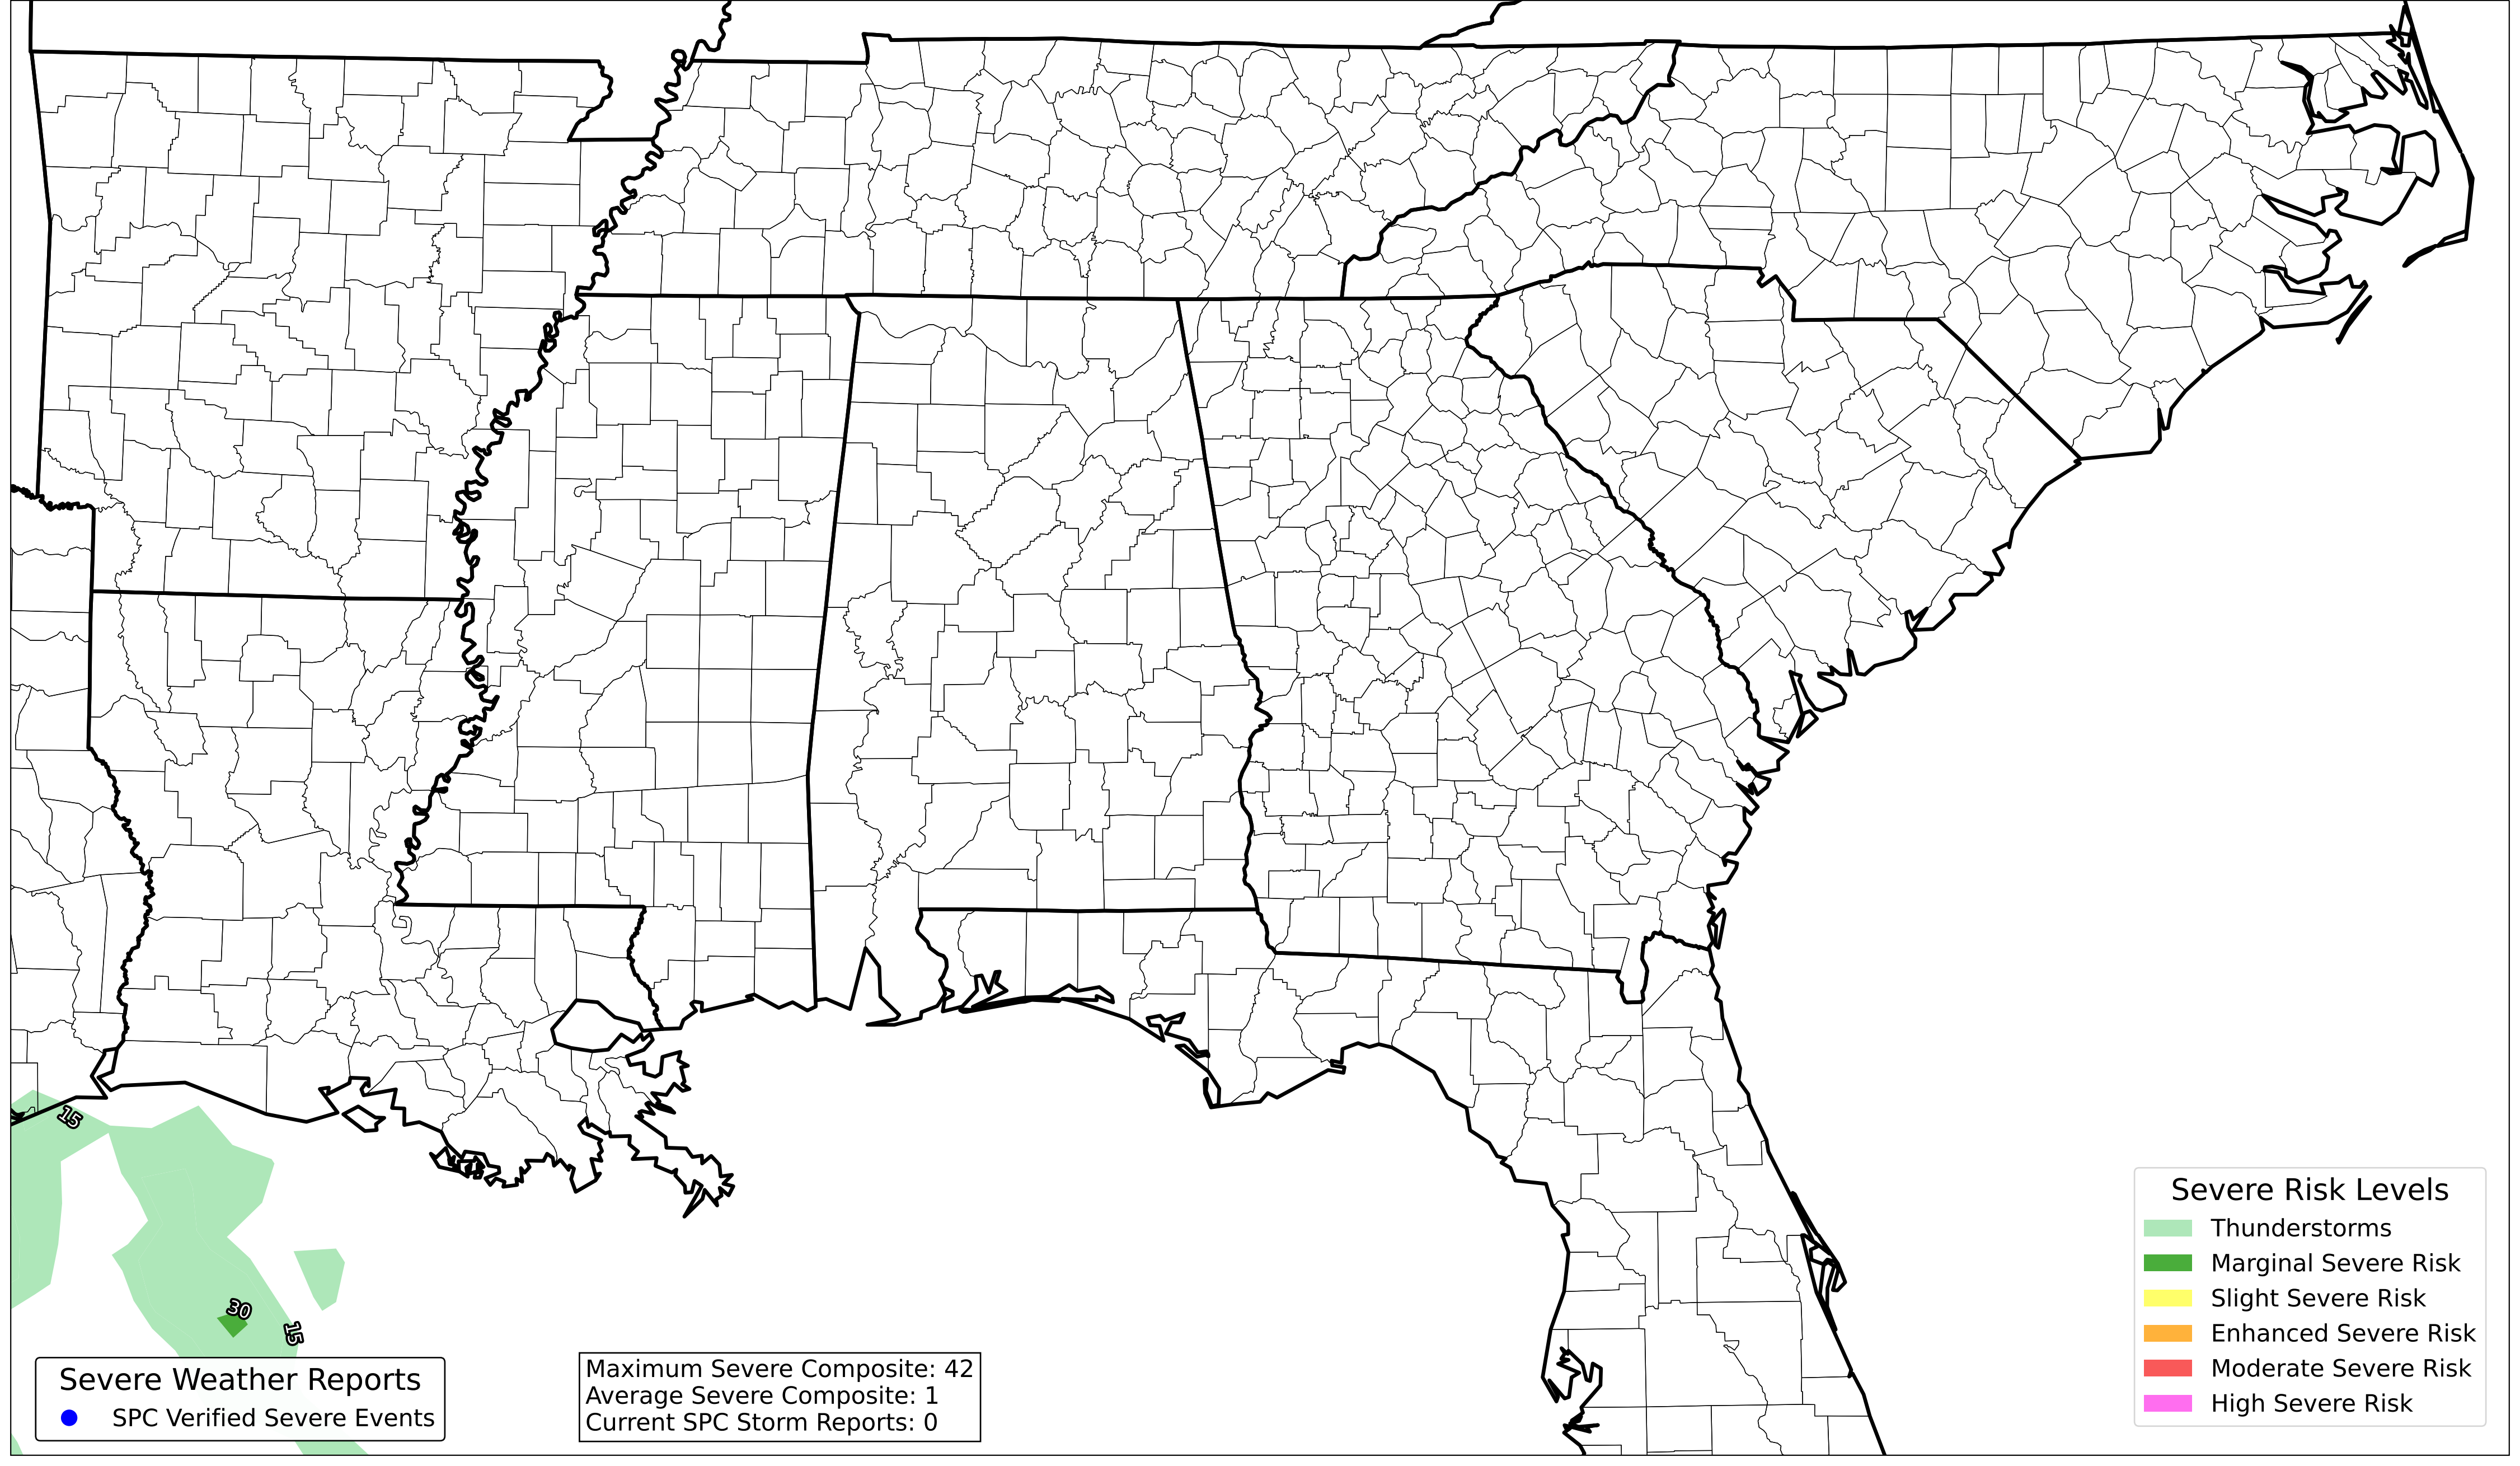 15
30
15
Severe Weather Reports
SPC Verified Severe Events
Maximum Severe Composite: 42
Average Severe Composite: 1
Current SPC Storm Reports: 0
Severe Risk Levels
Thunderstorms
Marginal Severe Risk
Slight Severe Risk
Enhanced Severe Risk
Moderate Severe Risk
High Severe Risk